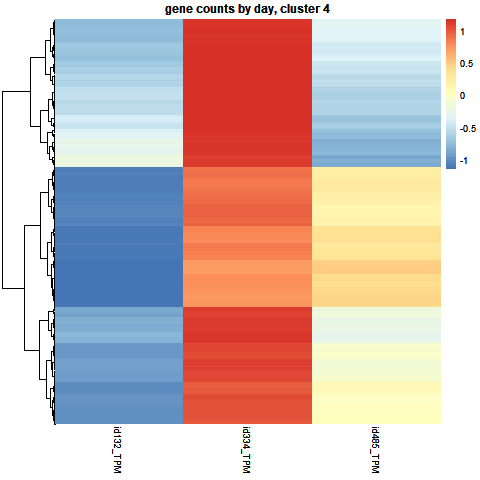 gene counts by day, cluster 4
1
0.5
0
-0.5
-1
id132_TPM
id334_TPM
id485_TPM